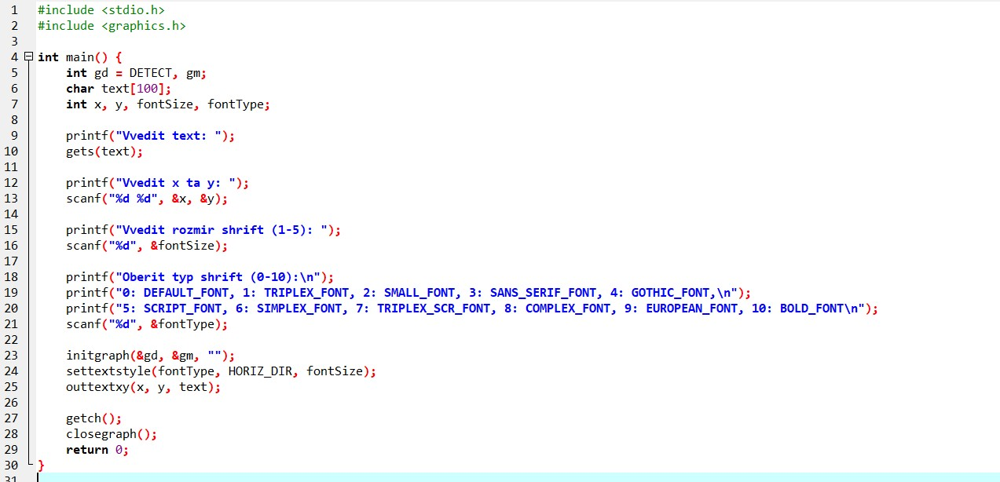 1 #include <stdio.h>
2 #include <graphics.h>
3
4 int main() {
5 int gd = DETECT, gm;
6 char text[100];
7 int x, y, fontSize, fontType;
8
9 printf("Vvedit text: ");
10 gets(text);
11
12 printf("Vvedit x ta y: ");
13 scanf("%d %d", &x, &y);
14
15 printf("Vvedit rozmir shrift (1-5): ");
16 scanf("%d", &fontSize);
17
18 printf("Oberit typ shrift (0-10):\n");
19 printf("0: DEFAULT_FONT, 1: TRIPLEX_FONT, 2: SMALL_FONT, 3: SANS_SERIF_FONT, 4: GOTHIC_FONT,\n");
20 printf("5: SCRIPT_FONT, 6: SIMPLEX_FONT, 7: TRIPLEX_SCR_FONT, 8: COMPLEX_FONT, 9: EUROPEAN_FONT, 10: BOLD_FONT\n");
21 scanf("%d", &fontType);
22
23 initgraph(&gd, &gm, "");
24 settextstyle(fontType, HORIZ_DIR, fontSize);
25 outtextxy(x, y, text);
26
27 getch();
28 closegraph();
29 return 0;
30 }
31